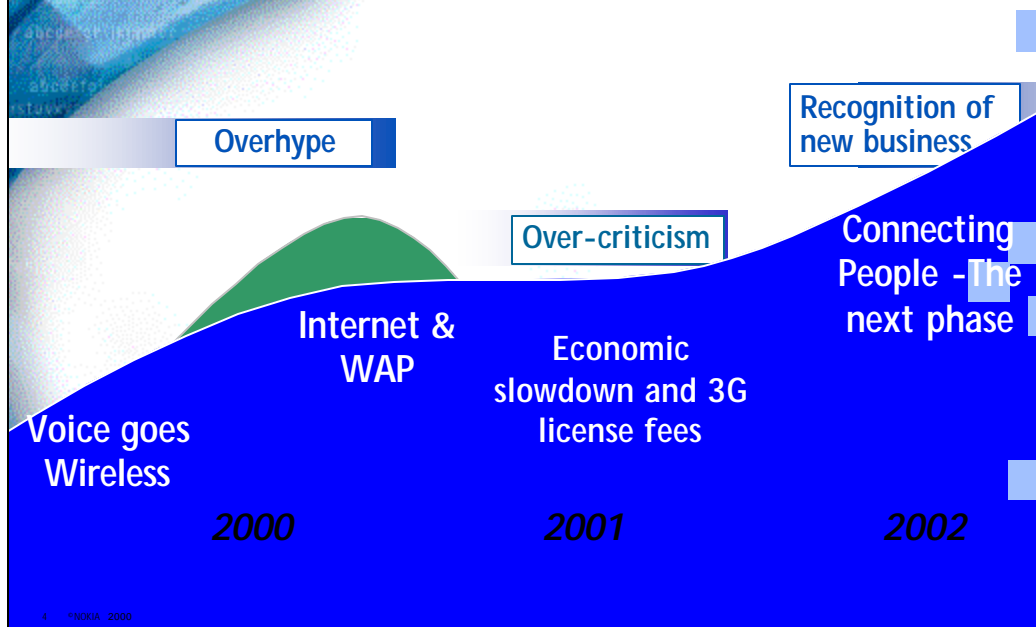 Overhype
Recognition of
new business
Over-criticism
Connecting
People -The
next phase
Internet &
WAP
Economic
slowdown and 3G
license fees
Voice goes
Wireless
2000
2001
2002